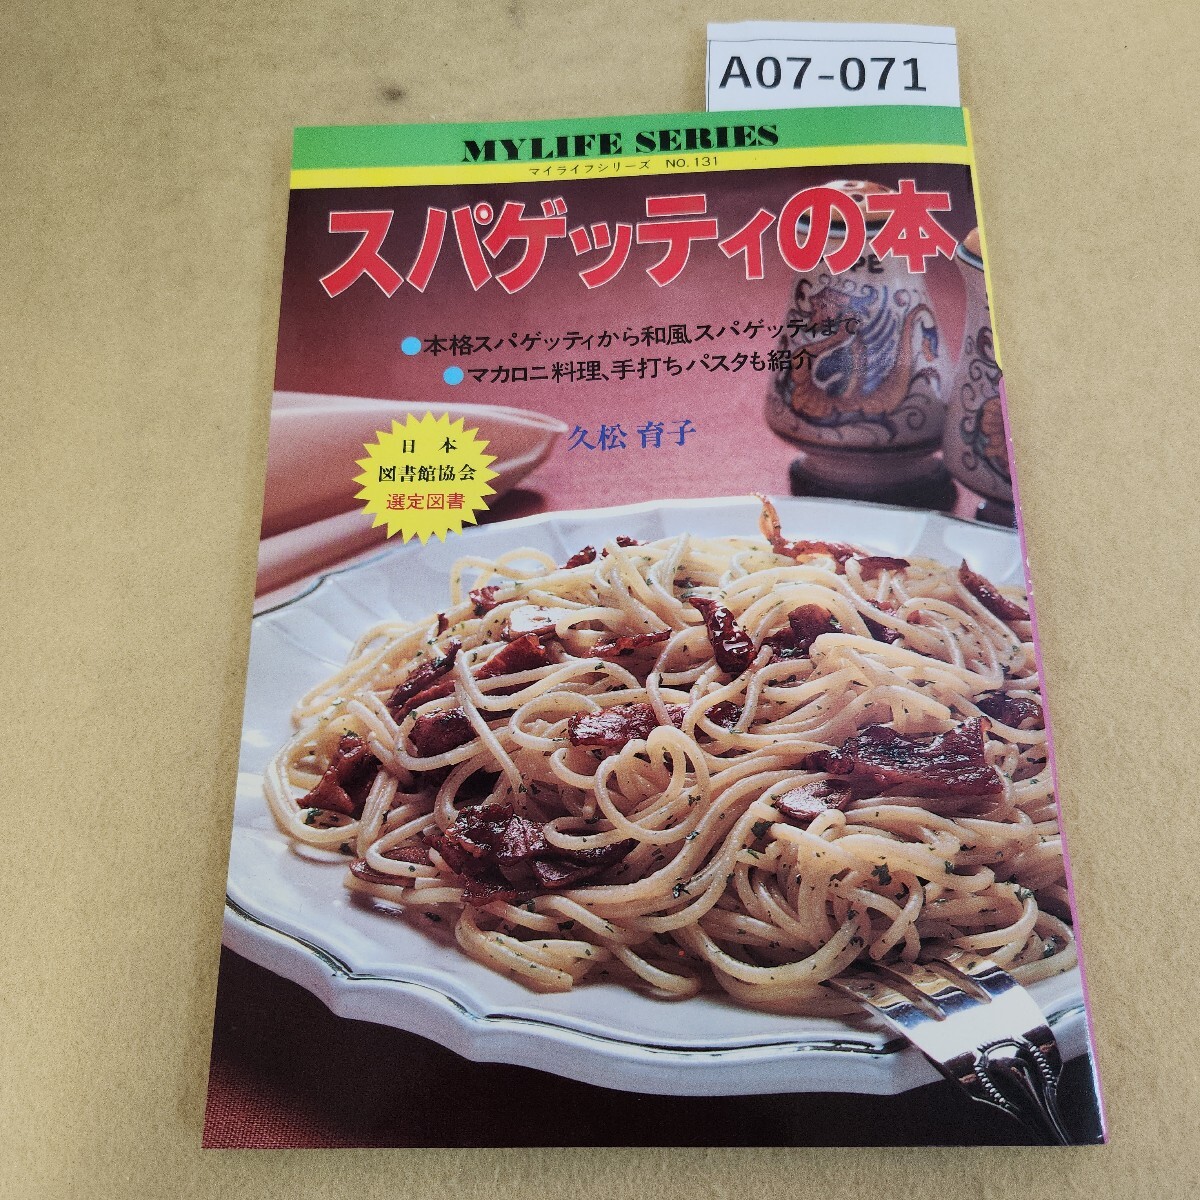 A07-071
MYLIFE SERIES
マイライフシリーズ NO.131
スパゲッティの本
PE
●本格スパゲッティから和風スパゲッティまで
●マカロニ料理、手打ちパスタも紹介
久松 育子
日本
図書館協会
選定図書